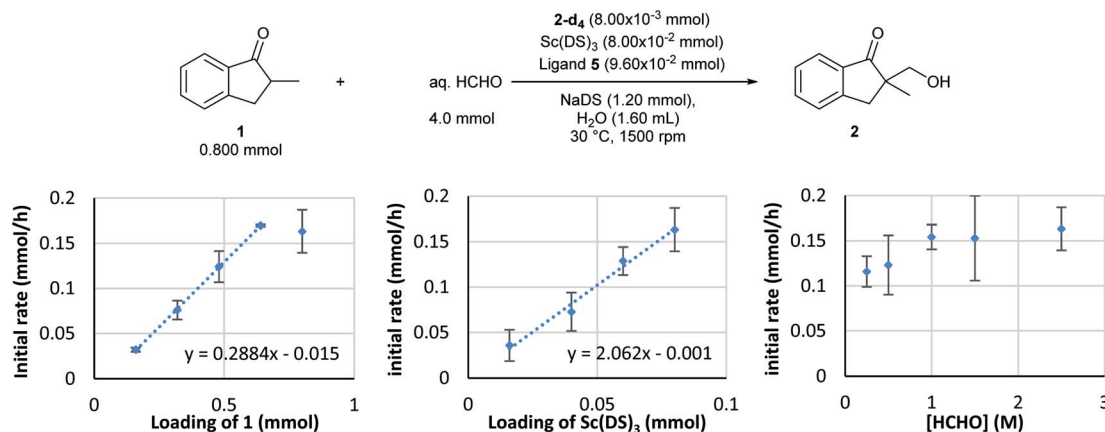 2-d₄ (8.00x10⁻³ mmol)
Sc(DS)₃ (8.00x10⁻² mmol)
Ligand 5 (9.60x10⁻² mmol)
O
+
aq. HCHO
4.0 mmol
NaDS (1.20 mmol),
H₂O (1.60 mL)
30 °C, 1500 rpm
1
0.800 mmol
O
OH
2
Initial rate (mmol/h)
0.2
0.15
0.1
0.05
0
y = 0.2884x - 0.015
0 0.5 1
Loading of 1 (mmol)
initial rate (mmol/h)
0.2
0.15
0.1
0.05
0
y = 2.062x - 0.001
0 0.05 0.1
Loading of Sc(DS)₃ (mmol)
initial rate (mmol/h)
0.2
0.15
0.1
0.05
0
0 1 2 3
[HCHO] (M)